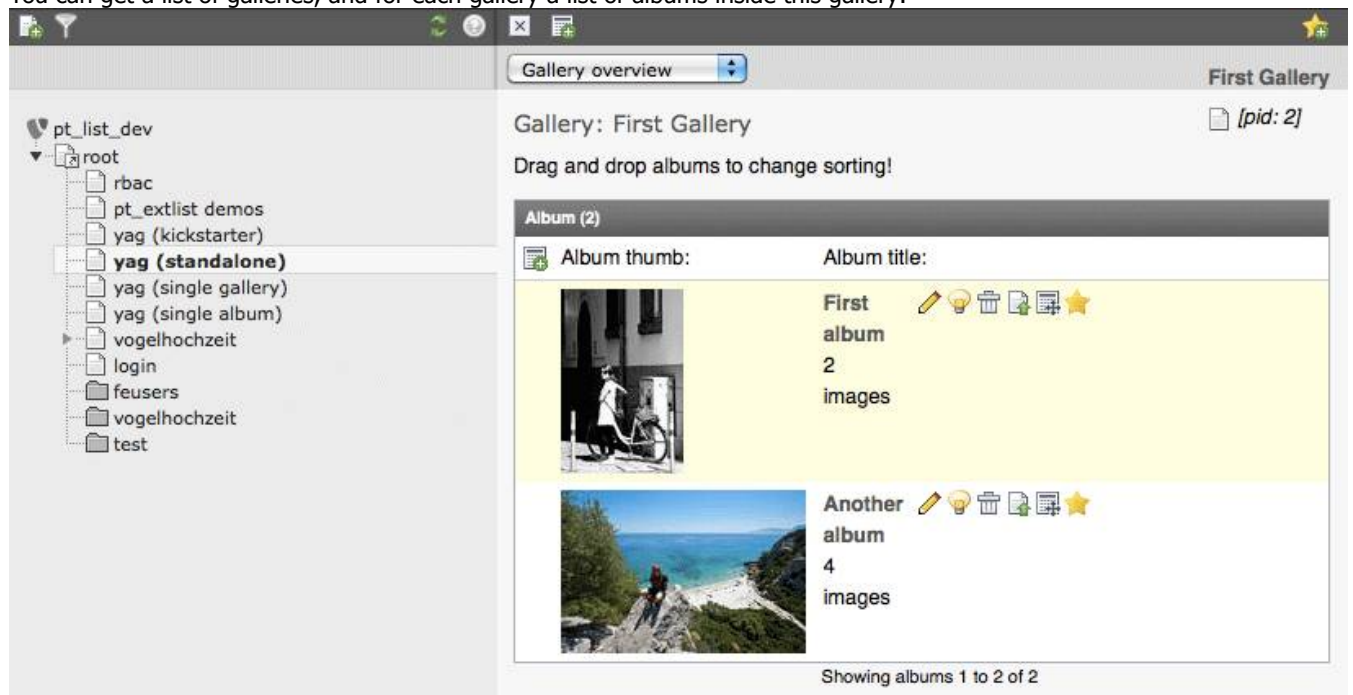 You can get a list of galleries, and for each gallery a list of albums inside this gallery.
Gallery overview
First Gallery
[pid: 2]
pt_list_dev
root
rbac
pt_extlist demos
yag (kickstarter)
yag (standalone)
yag (single gallery)
yag (single album)
vogelhochzeit
login
feusers
vogelhochzeit
test
Gallery: First Gallery
Drag and drop albums to change sorting!
Album (2)
Album thumb: Album title:
First
album
2
images
Another
album
4
images
Showing albums 1 to 2 of 2